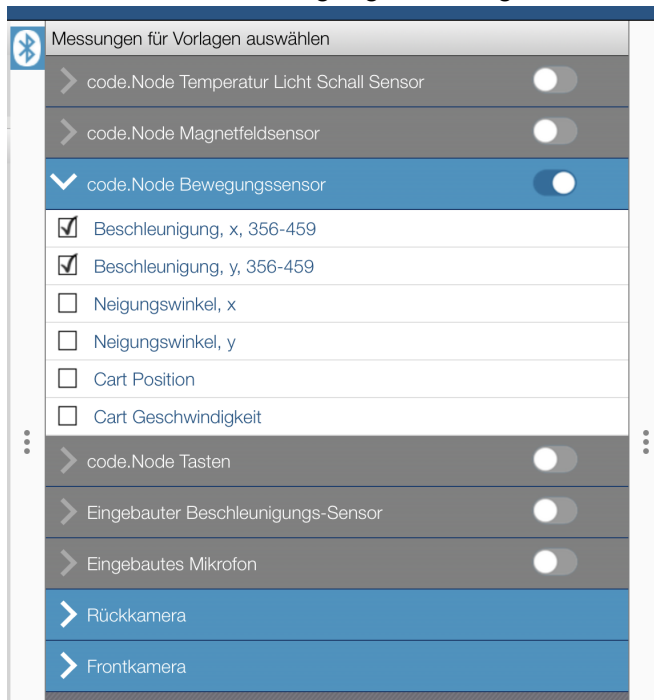 Messungen für Vorlagen auswählen
code.Node Temperatur Licht Schall Sensor
code.Node Magnetfeldsensor
code.Node Bewegungssensor
Beschleunigung, x, 356-459
Beschleunigung, y, 356-459
Neigungswinkel, x
Neigungswinkel, y
Cart Position
Cart Geschwindigkeit
code.Node Tasten
Eingebauter Beschleunigungs-Sensor
Eingebautes Mikrofon
Rückkamera
Frontkamera